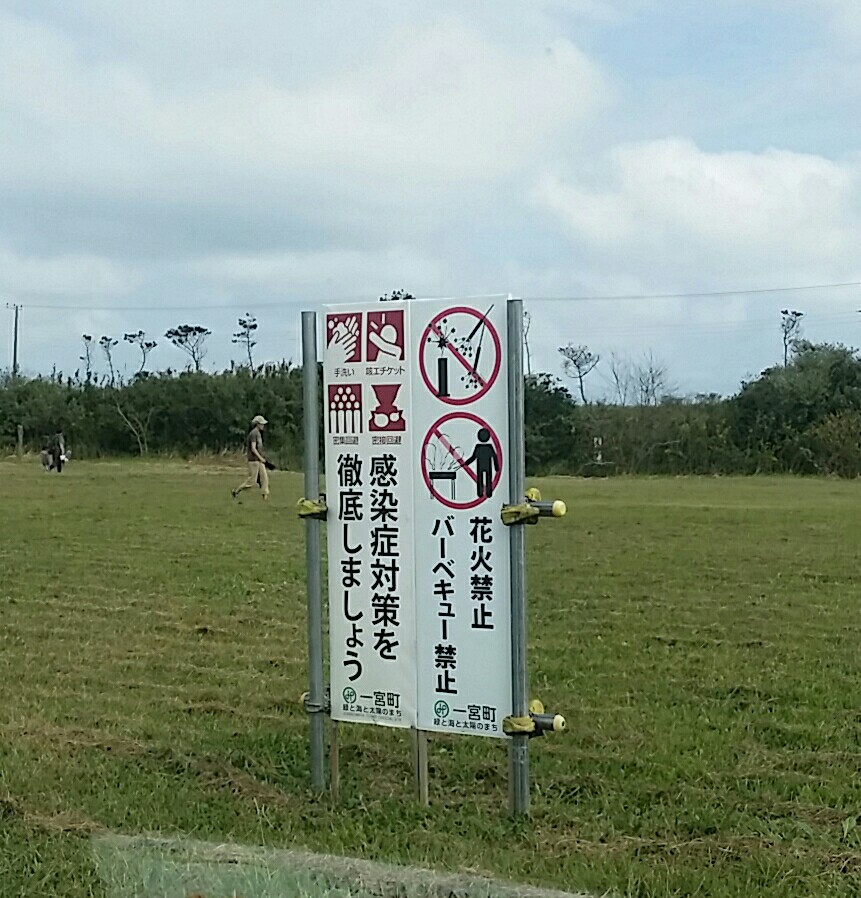 花火禁止
バーベキュー禁止
一宮町
緑と海と太陽のまち
手洗い
咳エチケット
密集回避
密接回避
感染症対策を
徹底しましょう
一宮町
緑と海と太陽のまち